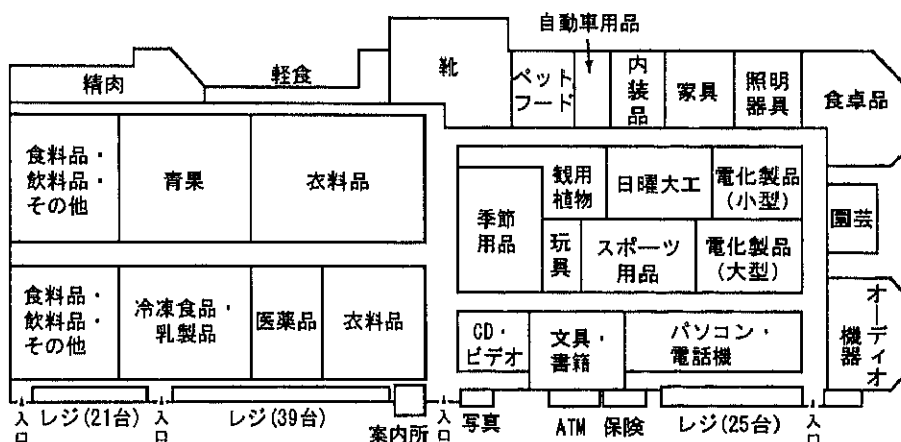 自動車用品
精肉
軽食
靴
ペット
フード
内装品
家具
照明
器具
食卓品
食料品・
飲料品・
その他
青果
衣料品
季節
用品
観用
植物
日曜大工
電化製品
(小型)
園芸
玩具
スポーツ
用品
電化製品
(大型)
食料品・
飲料品・
その他
冷凍食品・
乳製品
医薬品
衣料品
CD・
ビデオ
文具・
書籍
パソコン・
電話機
オーディオ
機器
入口
レジ(21台)
入口
レジ(39台)
案内所
入口
写真
ATM
保険
レジ(25台)
入口